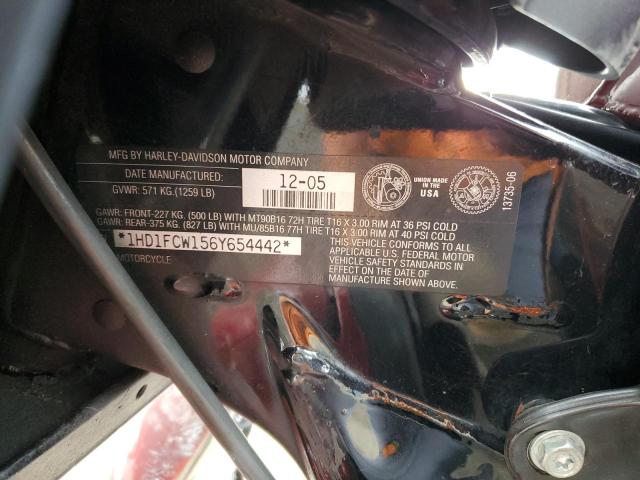 MFG BY HARLEY-DAVIDSON MOTOR COMPANY
DATE MANUFACTURED: 12-05
GVWR: 571 KG.(1259 LB)
UNION MADE IN THE USA
13735-06
GAWR: FRONT-227 KG. (500 LB) WITH MT90B16 72H TIRE T16 X 3.00 RIM AT 36 PSI COLD
GAWR: REAR-375 KG. (827 LB) WITH MU/85B16 77H TIRE T16 X 3.00 RIM AT 40 PSI COLD
*1HD1FCW156Y654442*
MOTORCYCLE
THIS VEHICLE CONFORMS TO ALL
APPLICABLE U.S. FEDERAL MOTOR
VEHICLE SAFETY STANDARDS IN
EFFECT ON THE DATE OF
MANUFACTURE SHOWN ABOVE.